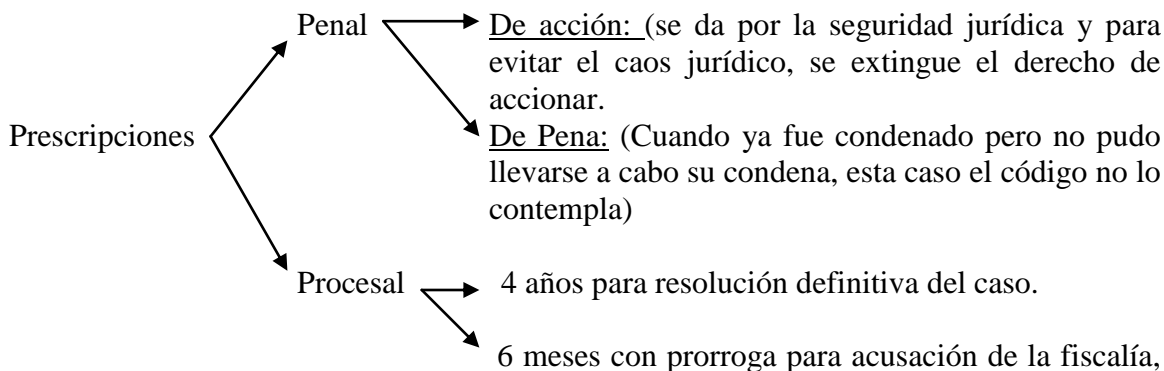 Penal
De acción: (se da por la seguridad jurídica y para
evitar el caos jurídico, se extingue el derecho de
accionar.
Prescripciones
De Pena: (Cuando ya fue condenado pero no pudo
llevarse a cabo su condena, esta caso el código no lo
contempla)
Procesal
4 años para resolución definitiva del caso.
6 meses con prorroga para acusación de la fiscalía,